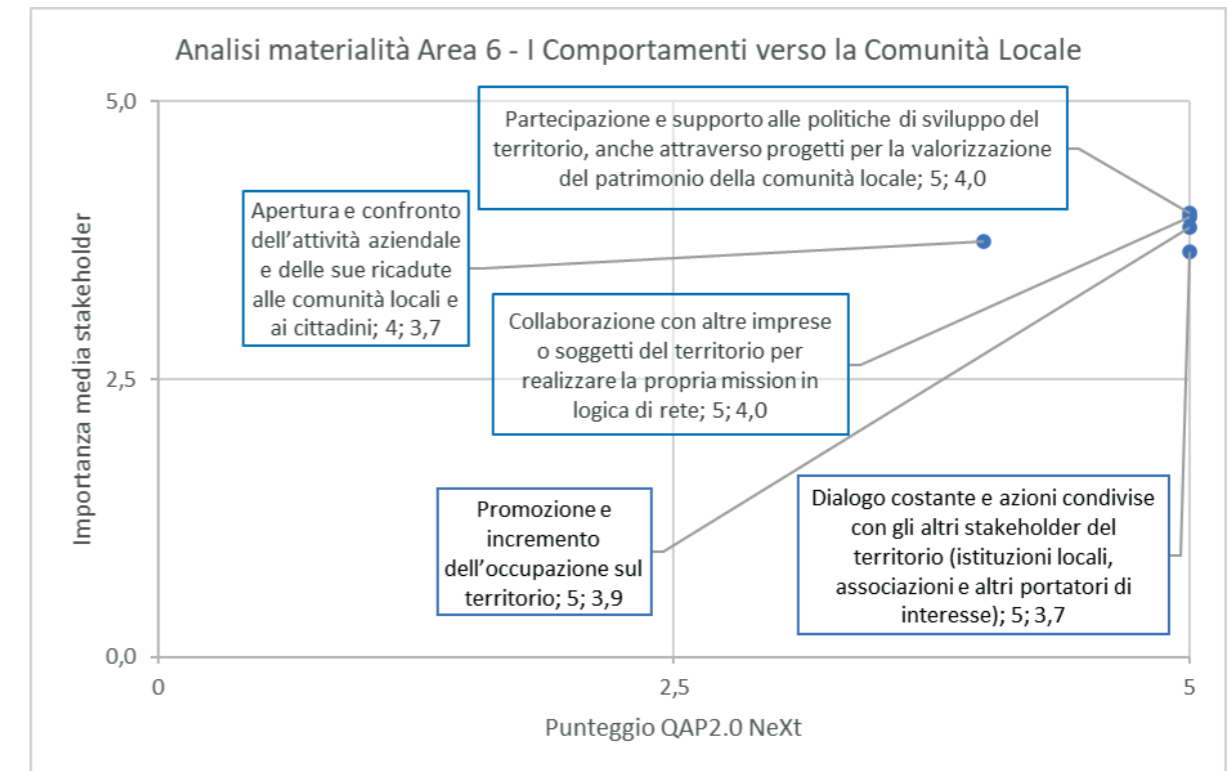 Analisi materialità Area 6 - I Comportamenti verso la Comunità Locale
Importanza media stakeholder
5,0
2,5
0,0
Partecipazione e supporto alle politiche di sviluppo del
territorio, anche attraverso progetti per la valorizzazione
del patrimonio della comunità locale; 5; 4,0
Apertura e confronto
dell’attività aziendale
e delle sue ricadute
alle comunità locali e
ai cittadini; 4; 3,7
Collaborazione con altre imprese
o soggetti del territorio per
realizzare la propria mission in
logica di rete; 5; 4,0
Promozione e
incremento
dell’occupazione sul
territorio; 5; 3,9
Dialogo costante e azioni condivise
con gli altri stakeholder del
territorio (istituzioni locali,
associazioni e altri portatori di
interesse); 5; 3,7
0
2,5
5
Punteggio QAP2.0 NeXt